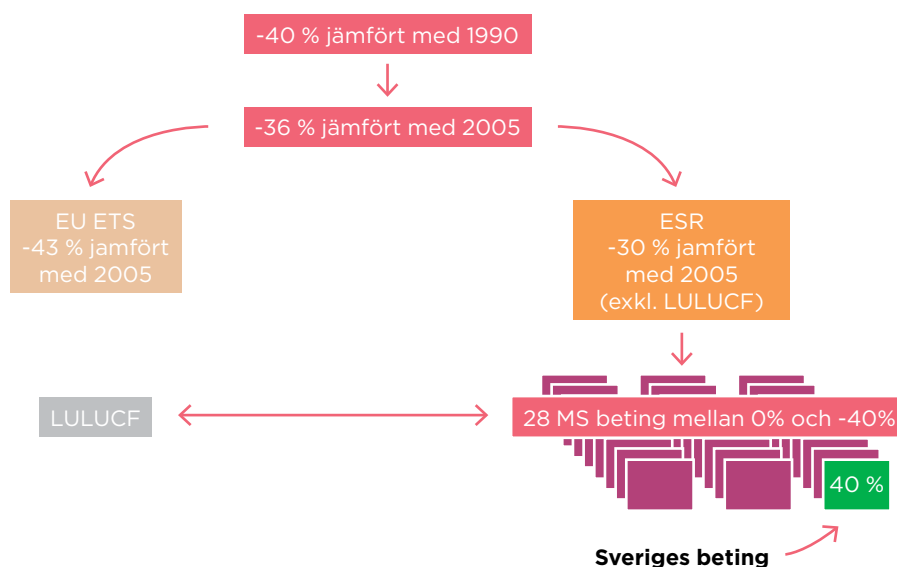 -40 % jämfört med 1990
-36 % jämfört med 2005
EU ETS
-43 % jamfört
med 2005
ESR
-30 % jamfört
med 2005
(exkl. LULUCF)
LULUCF
28 MS beting mellan 0% och -40%
40 %
Sveriges beting